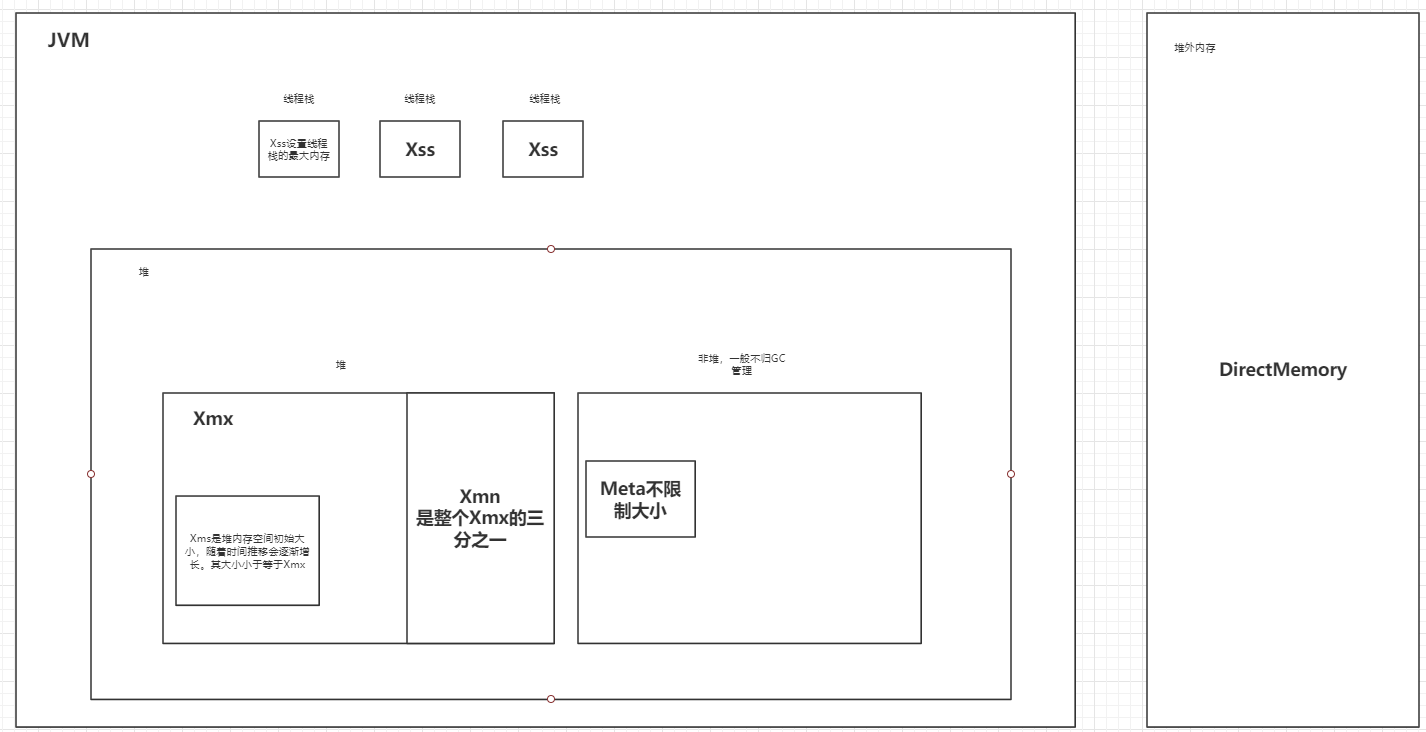 JVM
堆外内存
线程栈
线程栈
线程栈
Xss设置线程
栈的最大内存
Xss
Xss
堆
堆
非堆，一般不归GC
管理
Xmx
Xms是堆内存空间初始大
小，随着时间推移会逐渐增
长。其大小小于等于Xmx
Xmn
是整个Xmx的三
分之一
Meta不限
制大小
DirectMemory